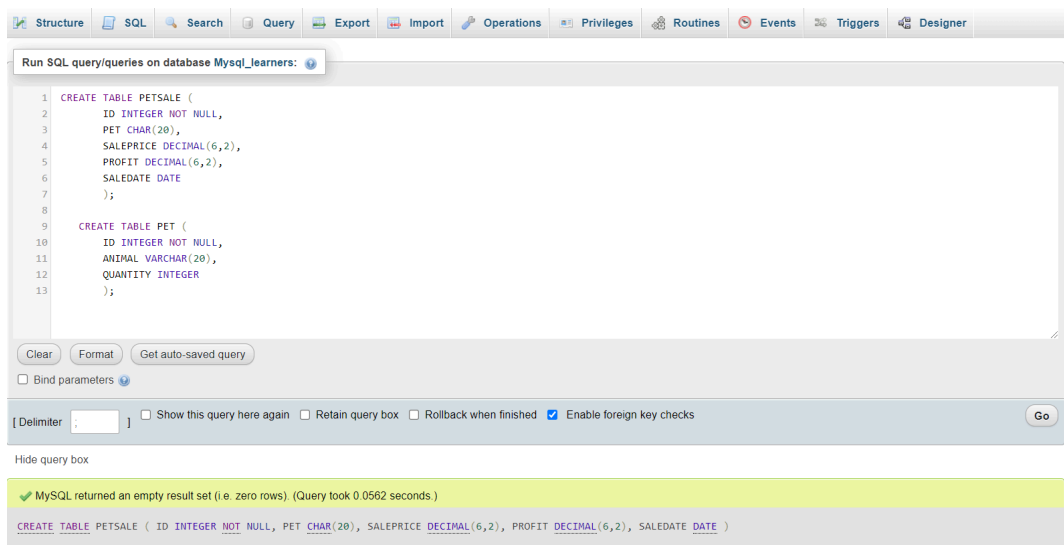 Structure SQL Search Query Export Import Operations Privileges Routines Events Triggers Designer
Run SQL query/queries on database Mysql_learners:
1 CREATE TABLE PETSALE (
2 ID INTEGER NOT NULL,
3 PET CHAR(20),
4 SALEPRICE DECIMAL(6,2),
5 PROFIT DECIMAL(6,2),
6 SALEDATE DATE
7 );
8
9 CREATE TABLE PET (
10 ID INTEGER NOT NULL,
11 ANIMAL VARCHAR(20),
12 QUANTITY INTEGER
13 );
Clear Format Get auto-saved query
Bind parameters
[ Delimiter ; ] Show this query here again Retain query box Rollback when finished Enable foreign key checks Go
Hide query box
MySQL returned an empty result set (i.e. zero rows). (Query took 0.0562 seconds.)
CREATE TABLE PETSALE ( ID INTEGER NOT NULL, PET CHAR(20), SALEPRICE DECIMAL(6,2), PROFIT DECIMAL(6,2), SALEDATE DATE )